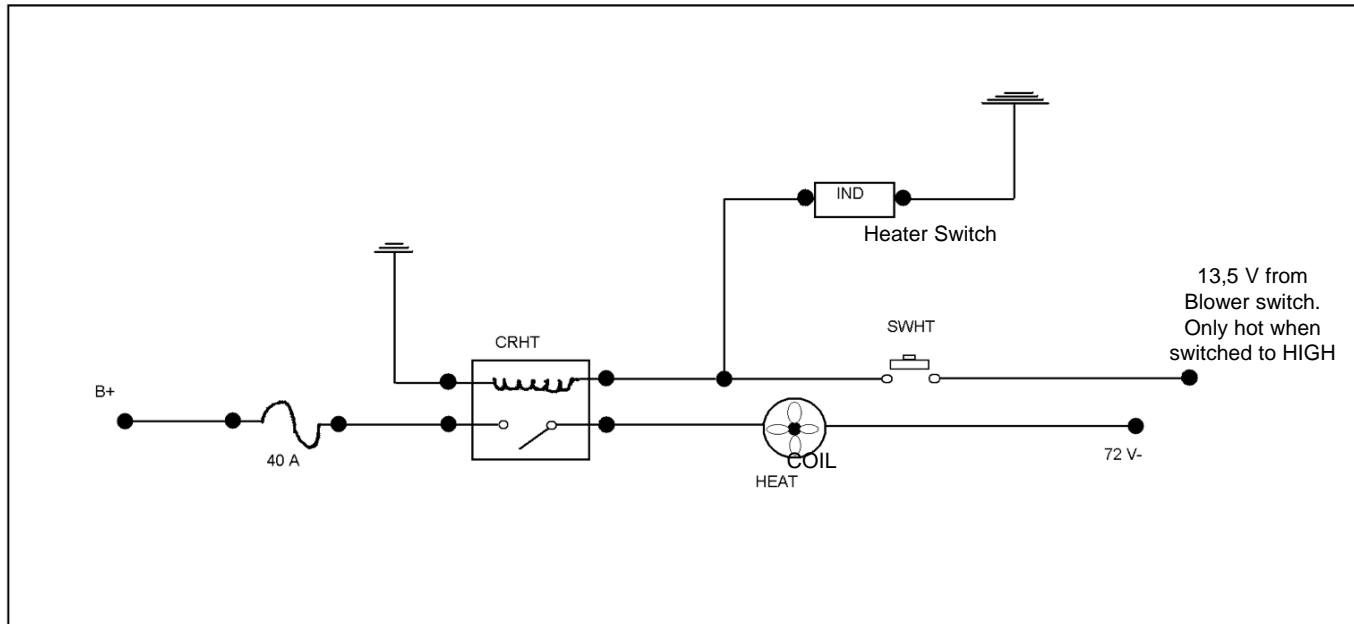 IND
Heater Switch
13,5 V from
Blower switch.
Only hot when
switched to HIGH
SWHT
CRHT
B+
40 A
COIL
HEAT
72 V-